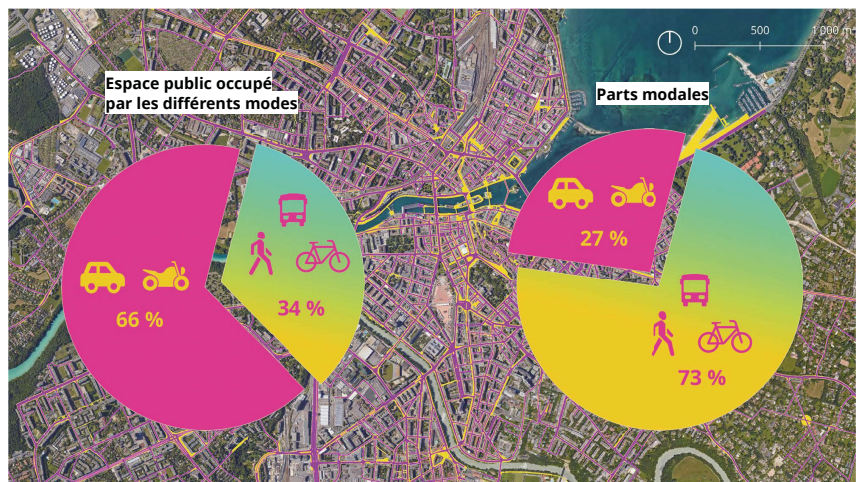 0 500 1 000 m
Espace public occupé
par les différents modes
Parts modales
66 %
34 %
27 %
73 %